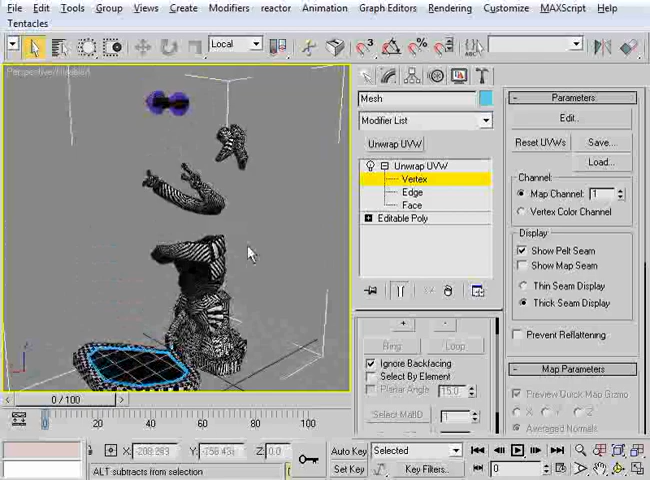 File Edit Tools Group Views Create Modifiers reactor Animation Graph Editors Rendering Customize MAXScript Help
Tentacles
Local
Perspective
Mesh
Modifier List
Unwrap UVW
Unwrap UVW
Vertex
Edge
Face
Editable Poly
+ -
Ring Loop
Ignore Backfacing
Select By Element
Planar Angle 15.0
Select MatID 1
- Parameters
Edit..
Reset UVWs Save...
Load...
Channel:
Map Channel: 1
Vertex Color Channel
Display
Show Pelt Seam
Show Map Seam
Thin Seam Display
Thick Seam Display
Prevent Reflattening
- Map Parameters
Preview Quick Map Gizmo
X Y Z
Averaged Normals
< 0 / 100 >
0 20 40 60 80 100
X: Y: Z: 0.0
Auto Key Selected
Set Key Key Filters...
0
ALT subtracts from selection